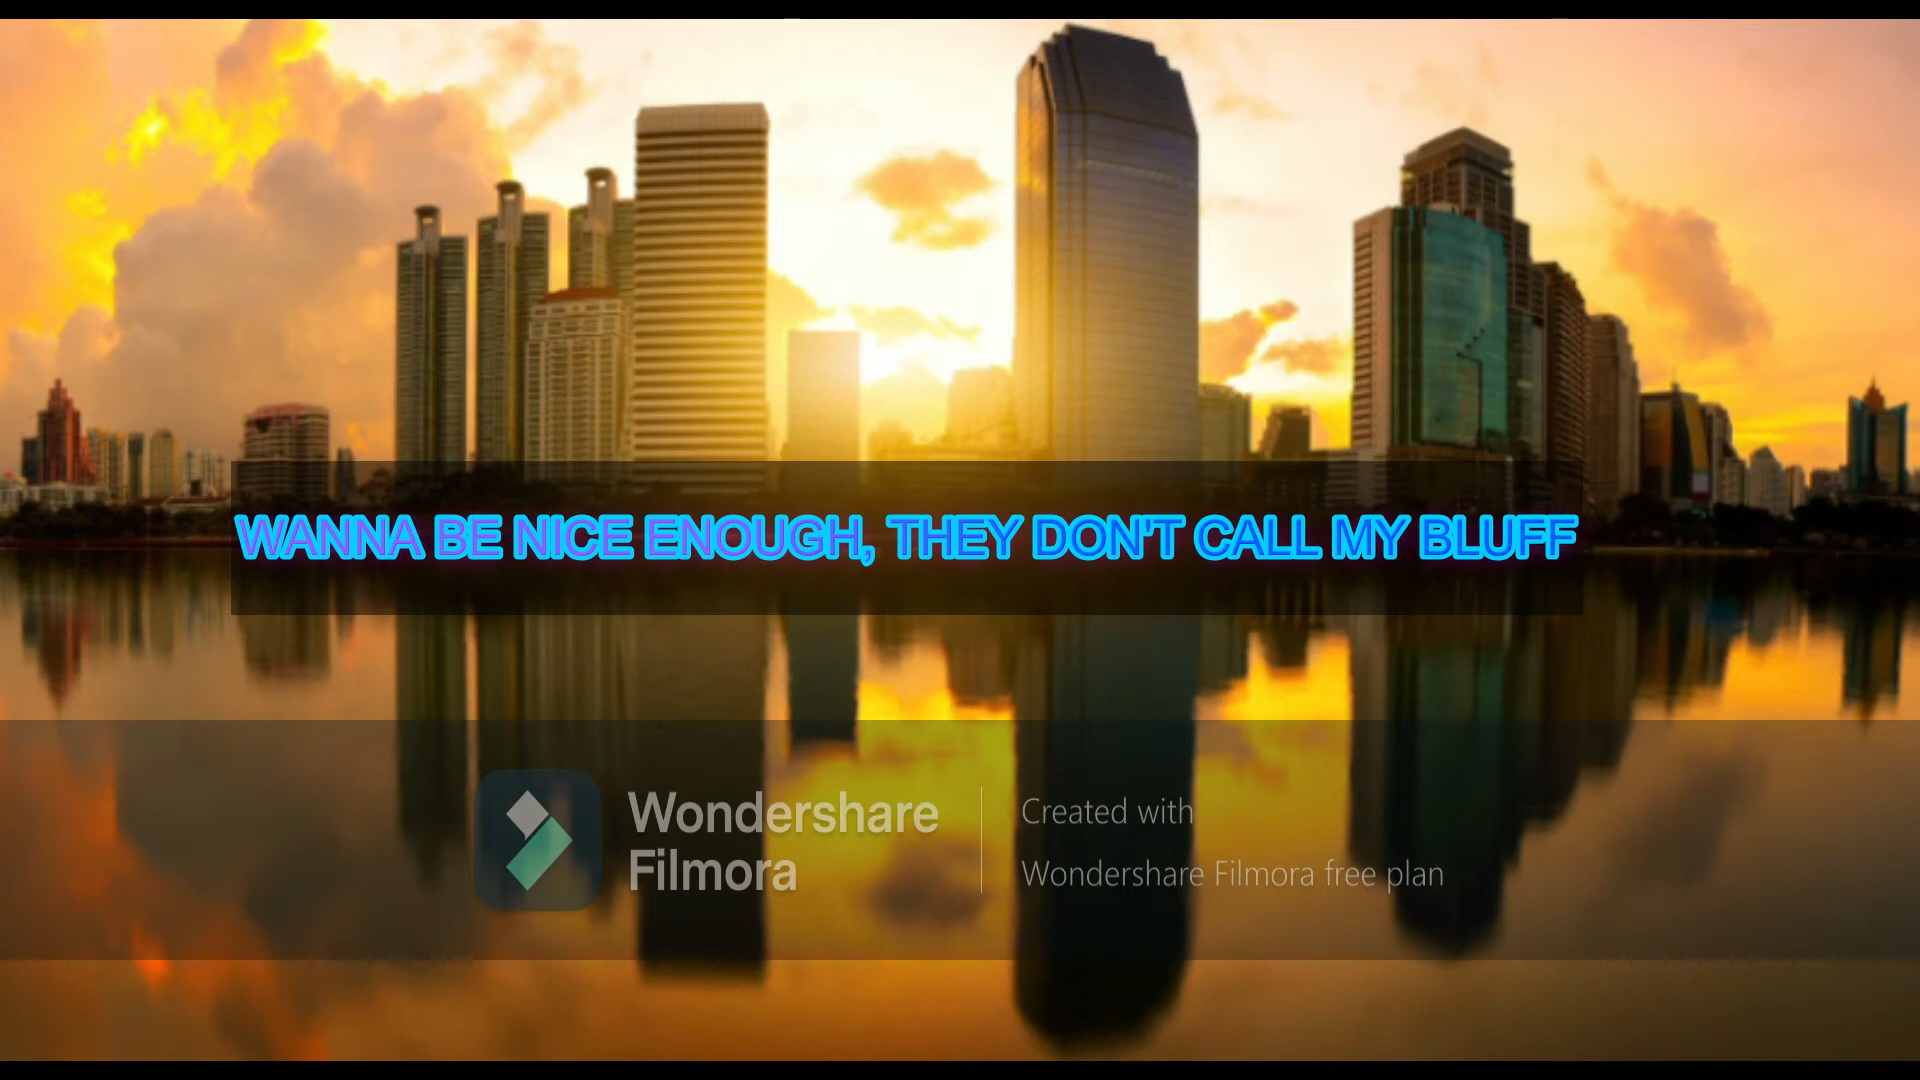 WANNA BE NICE ENOUGH, THEY DON'T CALL MY BLUFF
Wondershare
Filmora
Created with
Wondershare Filmora free plan